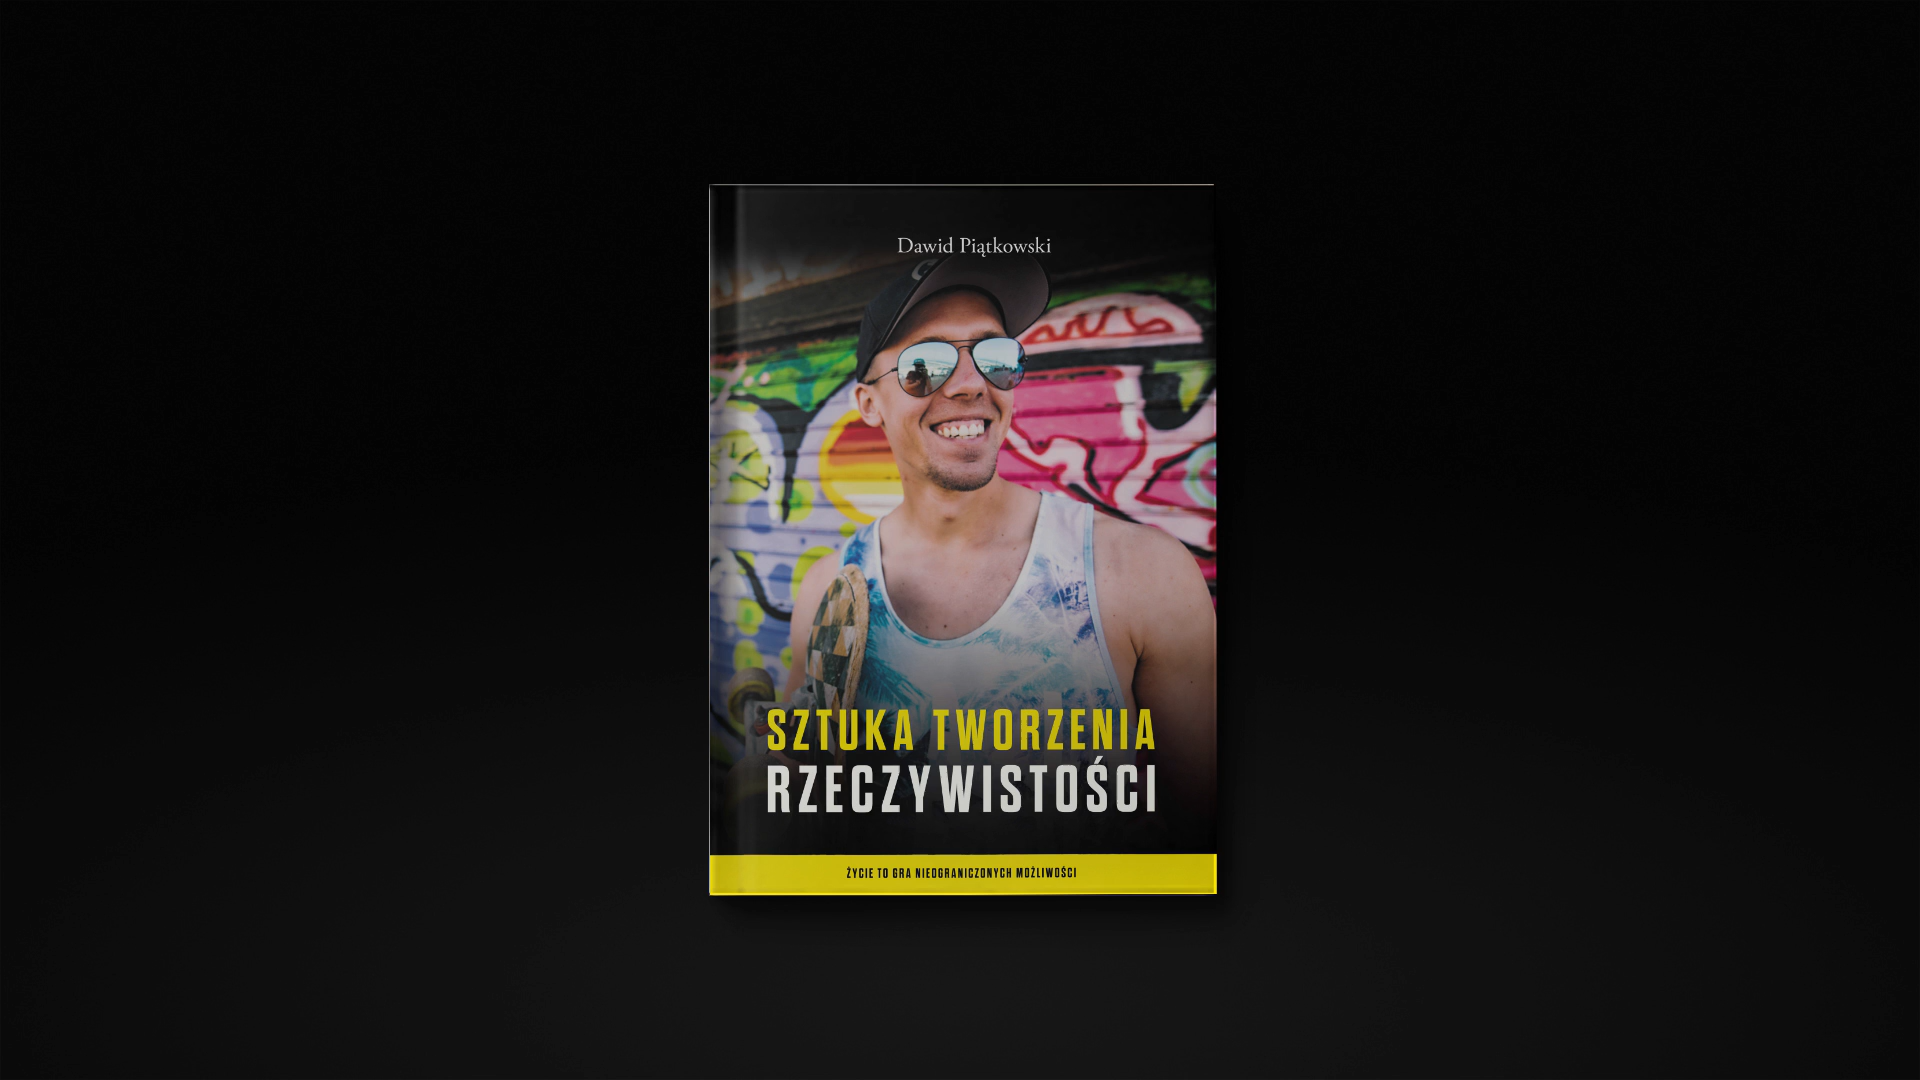 Dawid Piątkowski
SZTUKA TWORZENIA
RZECZYWISTOŚCI
ŻYCIE TO GRA NIEOGRANICZONYCH MOŻLIWOŚCI